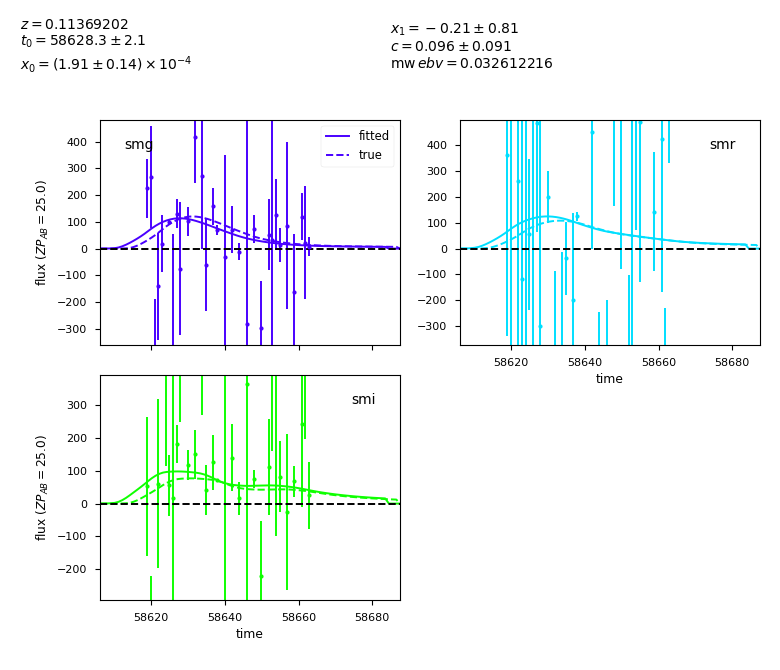 z = 0.11369202
t₀ = 58628.3 ± 2.1
x₀ = (1.91 ± 0.14) × 10⁻⁴
x₁ = −0.21 ± 0.81
c = 0.096 ± 0.091
mw ebv = 0.032612216
smg
fitted
true
400
300
200
100
0
−100
−200
−300
flux (ZP_AB = 25.0)
smr
400
300
200
100
0
−100
−200
−300
58620 58640 58660 58680
time
smi
300
200
100
0
−100
−200
flux (ZP_AB = 25.0)
58620 58640 58660 58680
time